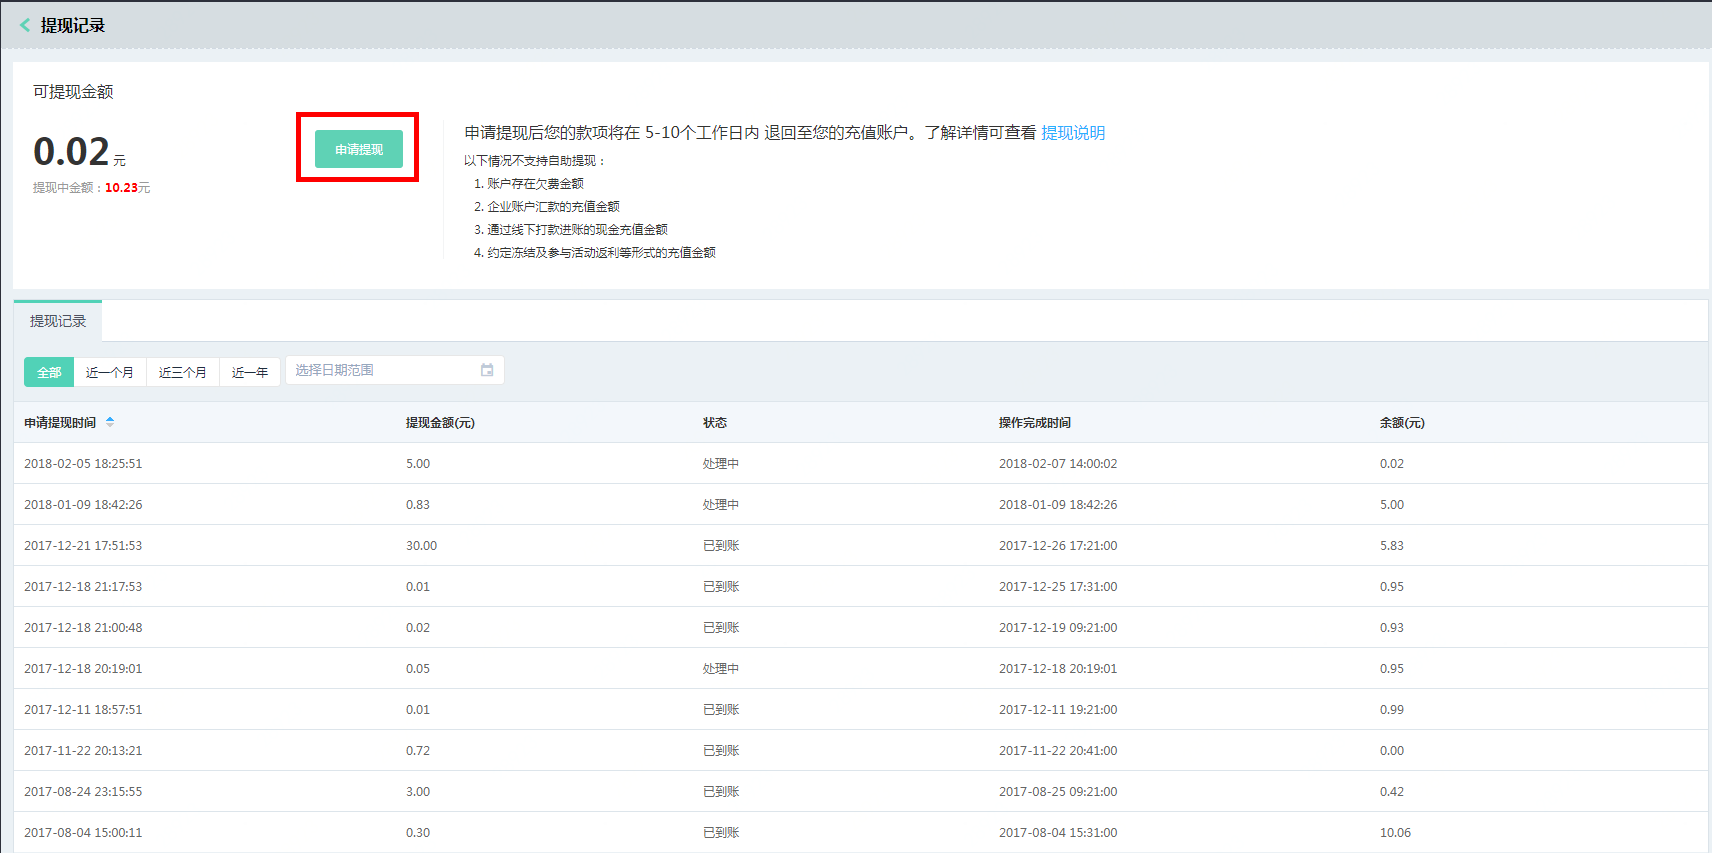 提现记录
可提现金额
0.02 元
提现中金额：10.23元
申请提现
申请提现后您的款项将在 5-10个工作日内 退回至您的充值账户。了解详情可查看 提现说明
以下情况不支持自助提现：
1. 账户存在欠费金额
2. 企业账户汇款的充值金额
3. 通过线下打款进账的现金充值金额
4. 约定冻结及参与活动返利等形式的充值金额
提现记录
全部 近一个月 近三个月 近一年 选择日期范围
申请提现时间 提现金额(元) 状态 操作完成时间 余额(元)
2018-02-05 18:25:51 5.00 处理中 2018-02-07 14:00:02 0.02
2018-01-09 18:42:26 0.83 处理中 2018-01-09 18:42:26 5.00
2017-12-21 17:51:53 30.00 已到账 2017-12-26 17:21:00 5.83
2017-12-18 21:17:53 0.01 已到账 2017-12-25 17:31:00 0.95
2017-12-18 21:00:48 0.02 已到账 2017-12-19 09:21:00 0.93
2017-12-18 20:19:01 0.05 处理中 2017-12-18 20:19:01 0.95
2017-12-11 18:57:51 0.01 已到账 2017-12-11 19:21:00 0.99
2017-11-22 20:13:21 0.72 已到账 2017-11-22 20:41:00 0.00
2017-08-24 23:15:55 3.00 已到账 2017-08-25 09:21:00 0.42
2017-08-04 15:00:11 0.30 已到账 2017-08-04 15:31:00 10.06